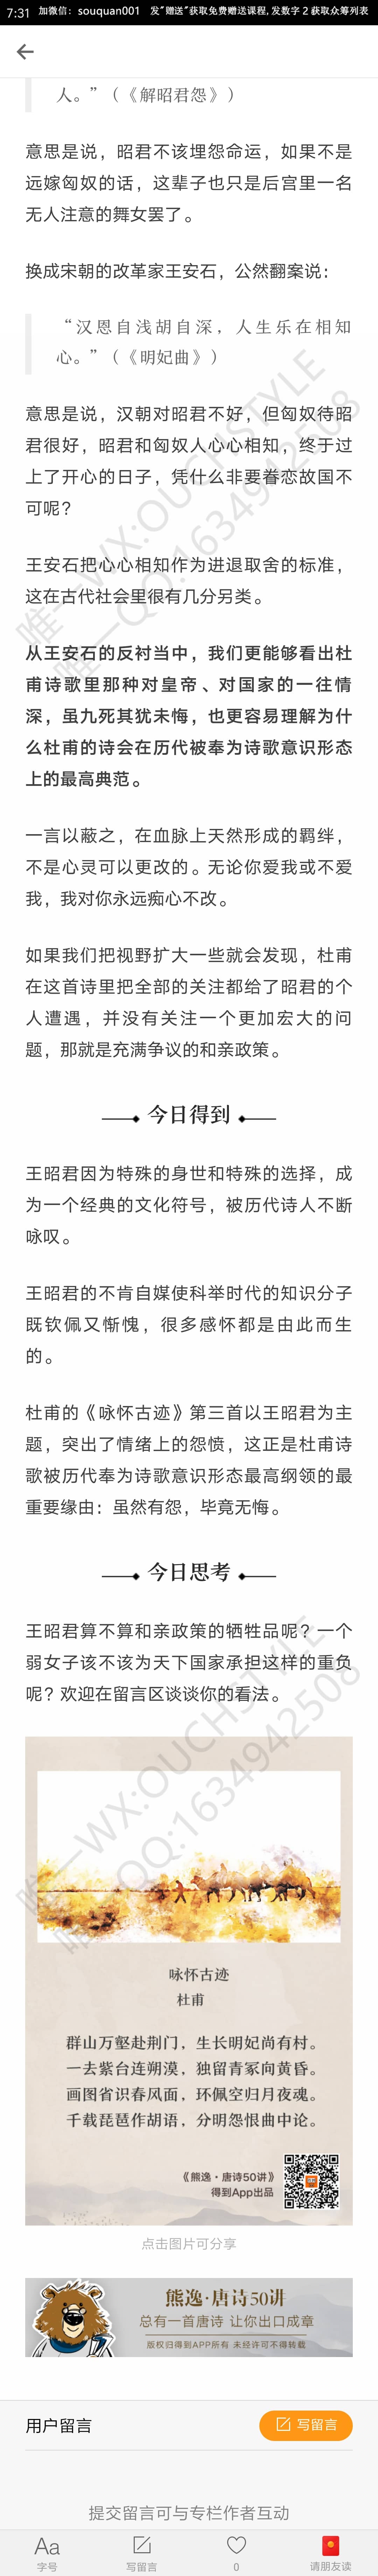 7:31 加微信：souquan001 发"赠送"获取免费赠送课程,发数字 2 获取众筹列表
人。”（《解昭君怨》）
意思是说，昭君不该埋怨命运，如果不是
远嫁匈奴的话，这辈子也只是后宫里一名
无人注意的舞女罢了。
换成宋朝的改革家王安石，公然翻案说：
“汉恩自浅胡自深，人生乐在相知
心。”（《明妃曲》）
意思是说，汉朝对昭君不好，但匈奴待昭
君很好，昭君和匈奴人心心相知，终于过
上了开心的日子，凭什么非要眷恋故国不
可呢？
王安石把心心相知作为进退取舍的标准，
这在古代社会里很有几分另类。
从王安石的反衬当中，我们更能够看出杜
甫诗歌里那种对皇帝、对国家的一往情
深，虽九死其犹未悔，也更容易理解为什
么杜甫的诗会在历代被奉为诗歌意识形态
上的最高典范。
一言以蔽之，在血脉上天然形成的羁绊，
不是心灵可以更改的。无论你爱我或不爱
我，我对你永远痴心不改。
如果我们把视野扩大一些就会发现，杜甫
在这首诗里把全部的关注都给了昭君的个
人遭遇，并没有关注一个更加宏大的问
题，那就是充满争议的和亲政策。
今日得到
王昭君因为特殊的身世和特殊的选择，成
为一个经典的文化符号，被历代诗人不断
咏叹。
王昭君的不肯自媒使科举时代的知识分子
既钦佩又惭愧，很多感怀都是由此而生
的。
杜甫的《咏怀古迹》第三首以王昭君为主
题，突出了情绪上的怨愤，这正是杜甫诗
歌被历代奉为诗歌意识形态最高纲领的最
重要缘由：虽然有怨，毕竟无悔。
今日思考
王昭君算不算和亲政策的牺牲品呢？一个
弱女子该不该为天下国家承担这样的重负
呢？欢迎在留言区谈谈你的看法。
唯一WX:OUCHSTYLE
唯一QQ:1634942508
唯一WX:OUCHSTYLE
唯一QQ:1634942508
咏怀古迹
杜甫
群山万壑赴荆门，生长明妃尚有村。
一去紫台连朔漠，独留青冢向黄昏。
画图省识春风面，环佩空归月夜魂。
千载琵琶作胡语，分明怨恨曲中论。
《熊逸·唐诗50讲》
得到App出品
点击图片可分享
熊逸·唐诗50讲
总有一首唐诗 让你出口成章
版权归得到APP所有 未经许可不得转载
用户留言
写留言
提交留言可与专栏作者互动
Aa
字号
写留言
0
请朋友读